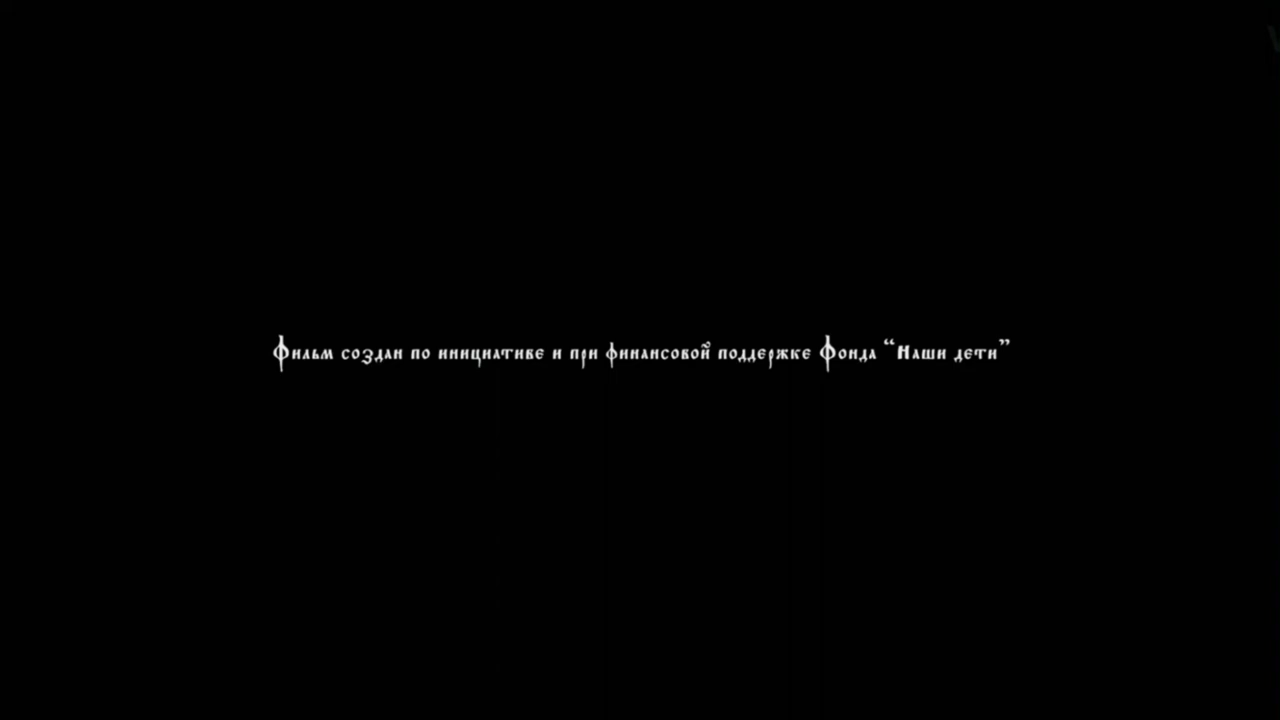 Фильм создан по инициативе и при финансовой поддержке Фонда “Наши дети”